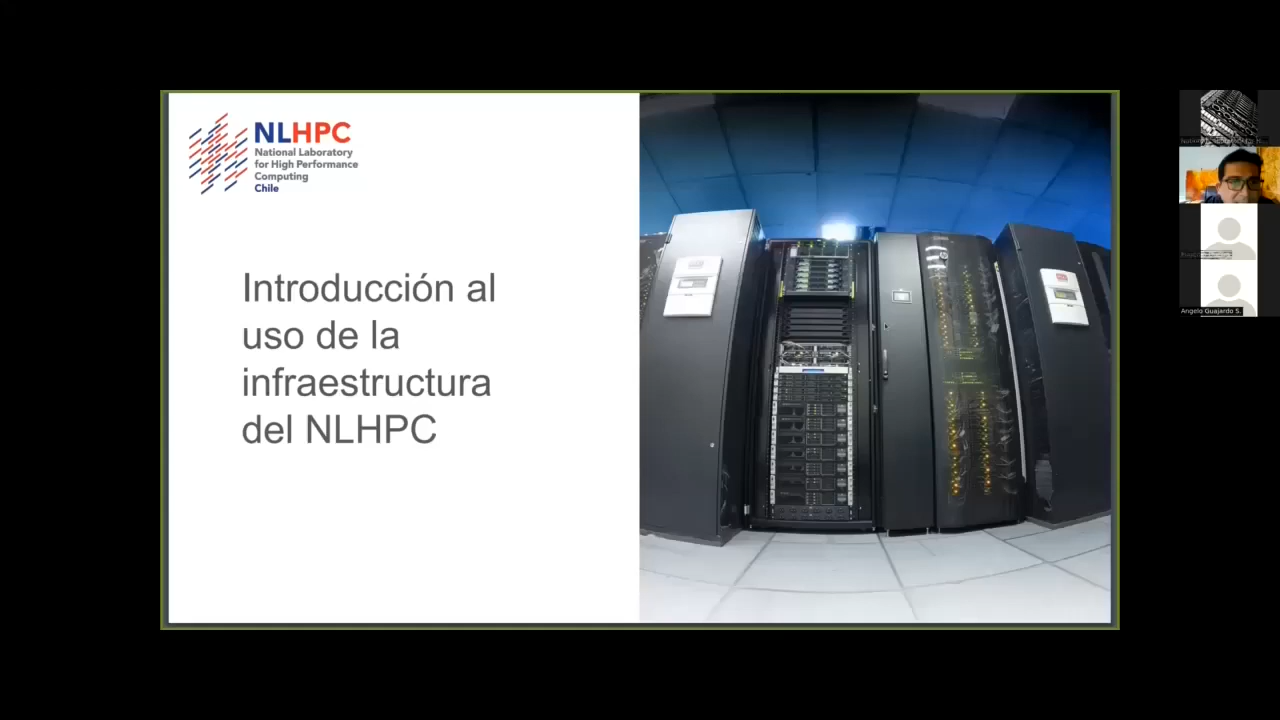 NLHPC
National Laboratory
for High Performance
Computing
Chile
Introducción al
uso de la
infraestructura
del NLHPC
Angelo Guajardo S.